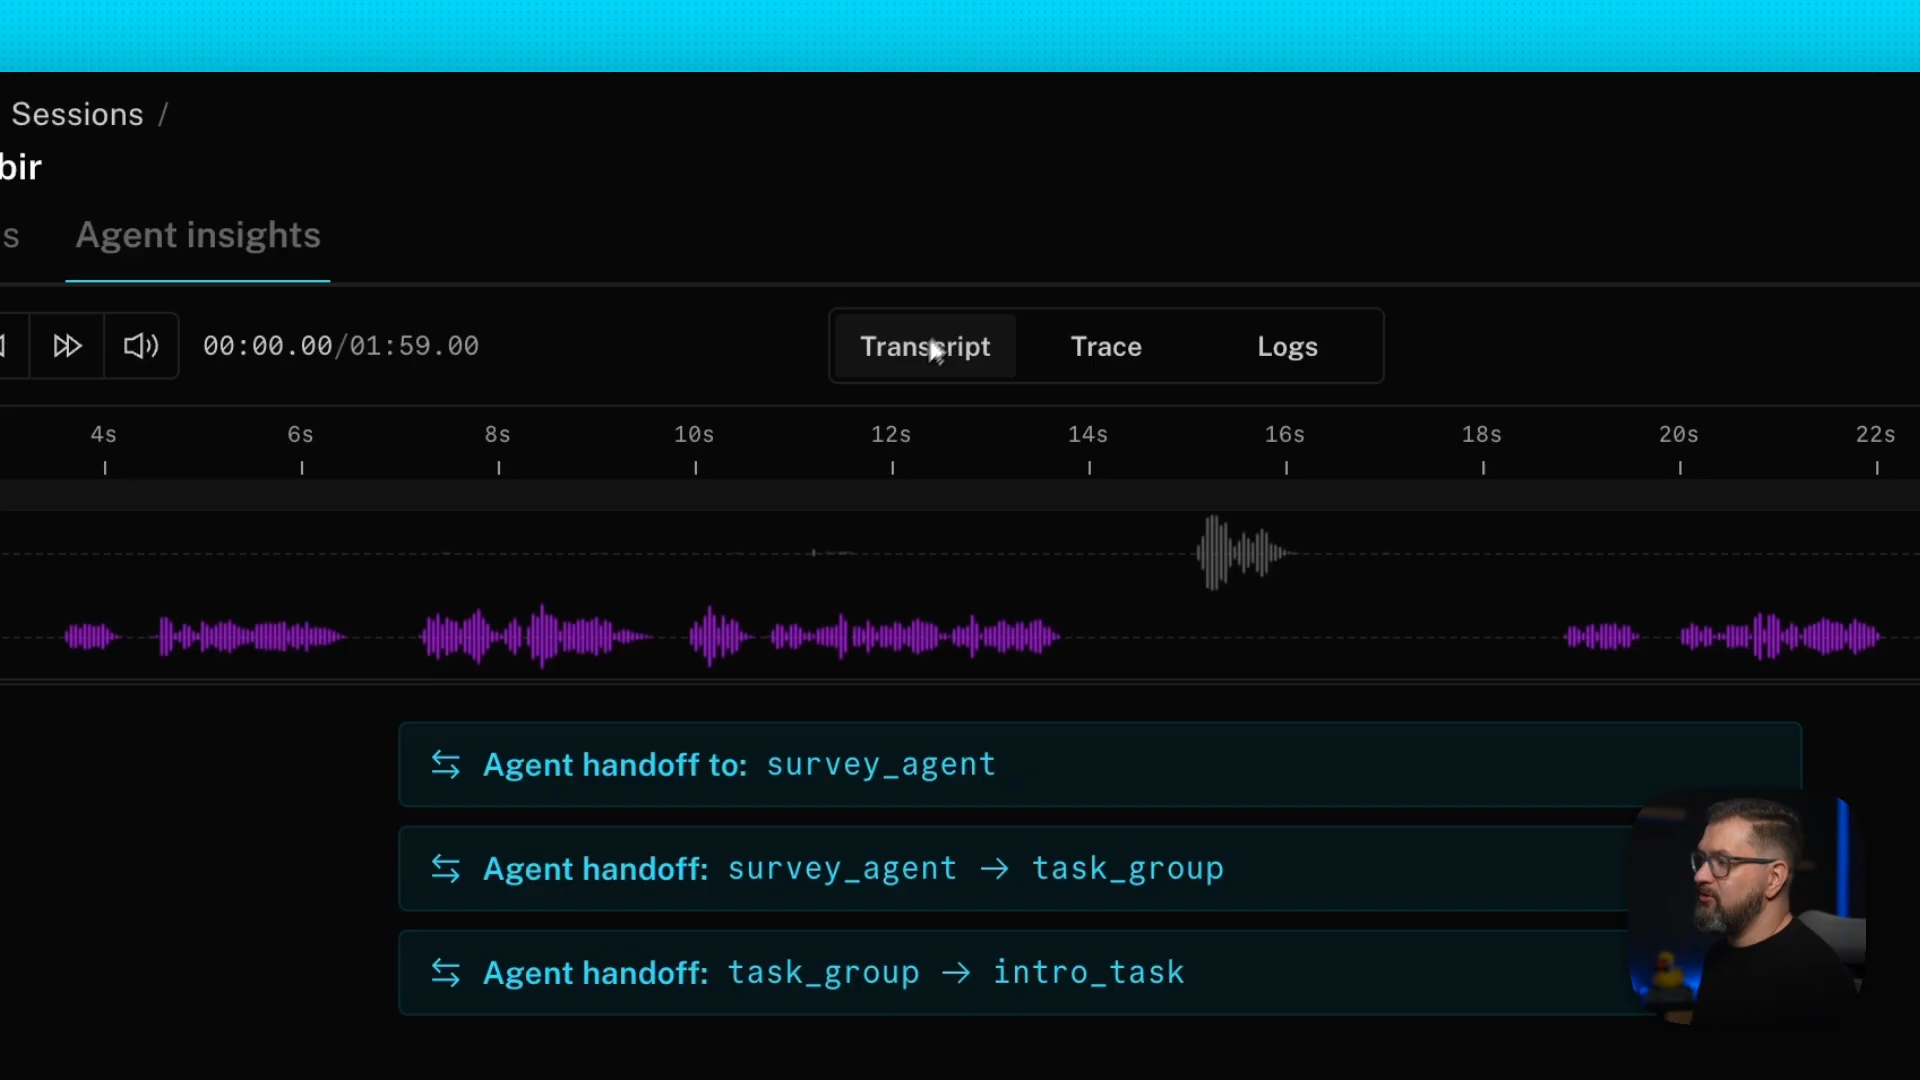 Sessions /
bir
s Agent insights
00:00.00/01:59.00
Transcript Trace Logs
4s 6s 8s 10s 12s 14s 16s 18s 20s 22s
Agent handoff to: survey_agent
Agent handoff: survey_agent → task_group
Agent handoff: task_group → intro_task